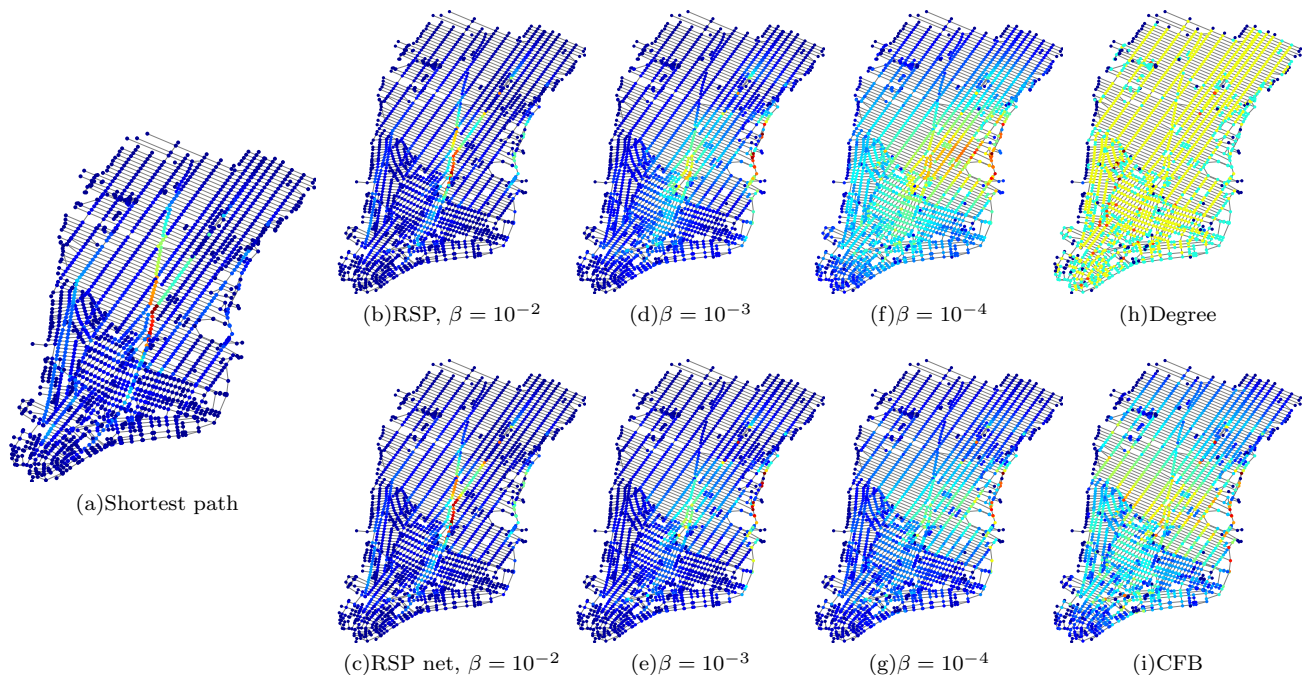 (a)Shortest path
(b)RSP, β = 10⁻²
(d)β = 10⁻³
(f)β = 10⁻⁴
(h)Degree
(c)RSP net, β = 10⁻²
(e)β = 10⁻³
(g)β = 10⁻⁴
(i)CFB